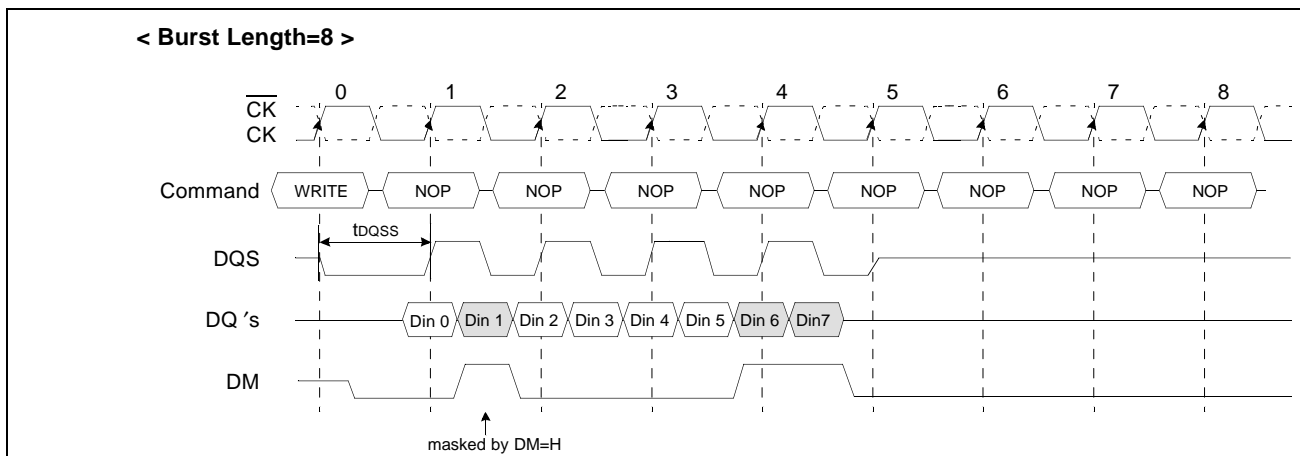 < Burst Length=8 >
0 1 2 3 4 5 6 7 8
CK
CK
Command WRITE NOP NOP NOP NOP NOP NOP NOP NOP
tDQSS
DQS
DQ ′s Din 0 Din 1 Din 2 Din 3 Din 4 Din 5 Din 6 Din7
DM
masked by DM=H